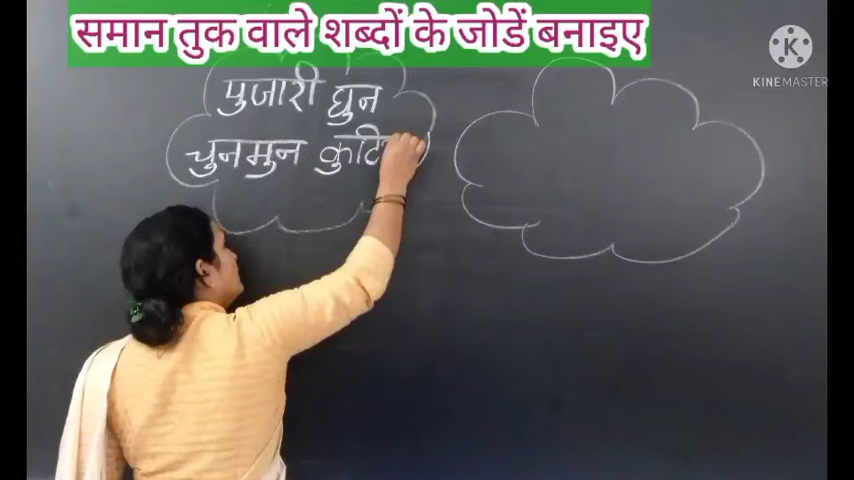 समान तुक वाले शब्दों के जोडें बनाइए
K
KINEMASTER
पुजारी घुन
चुनमुन